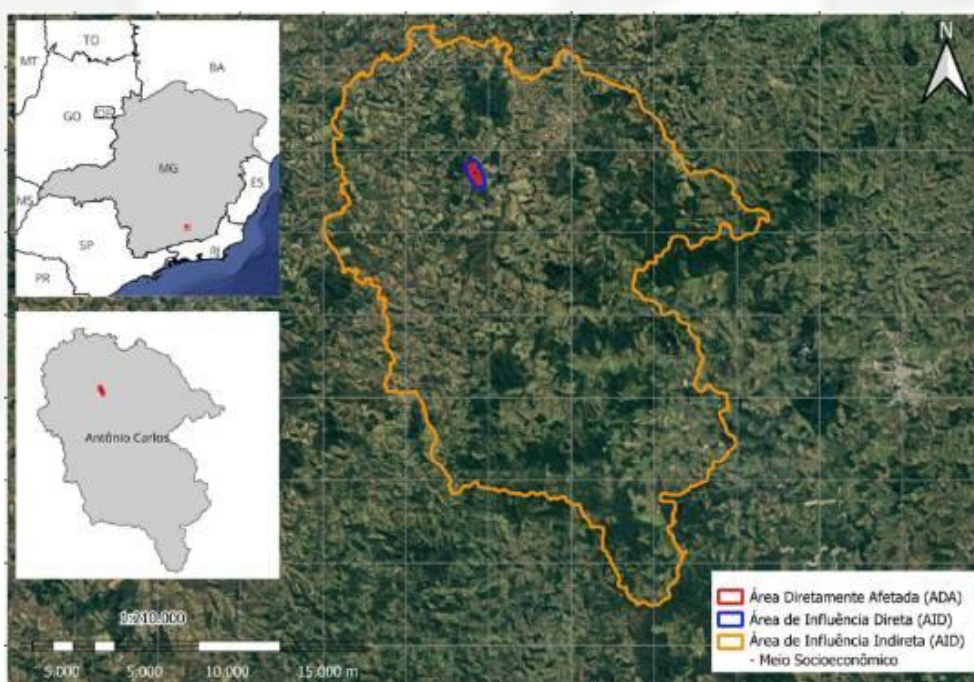 TO
MT
BA
GO
DF
MG
ES
MS
SP
RJ
PR
N
Antônio Carlos
1:210.000
5.000 0 5.000 10.000 15.000 m
Área Diretamente Afetada (ADA)
Área de Influência Direta (AID)
Área de Influência Indireta (AID)
- Meio Socioeconômico